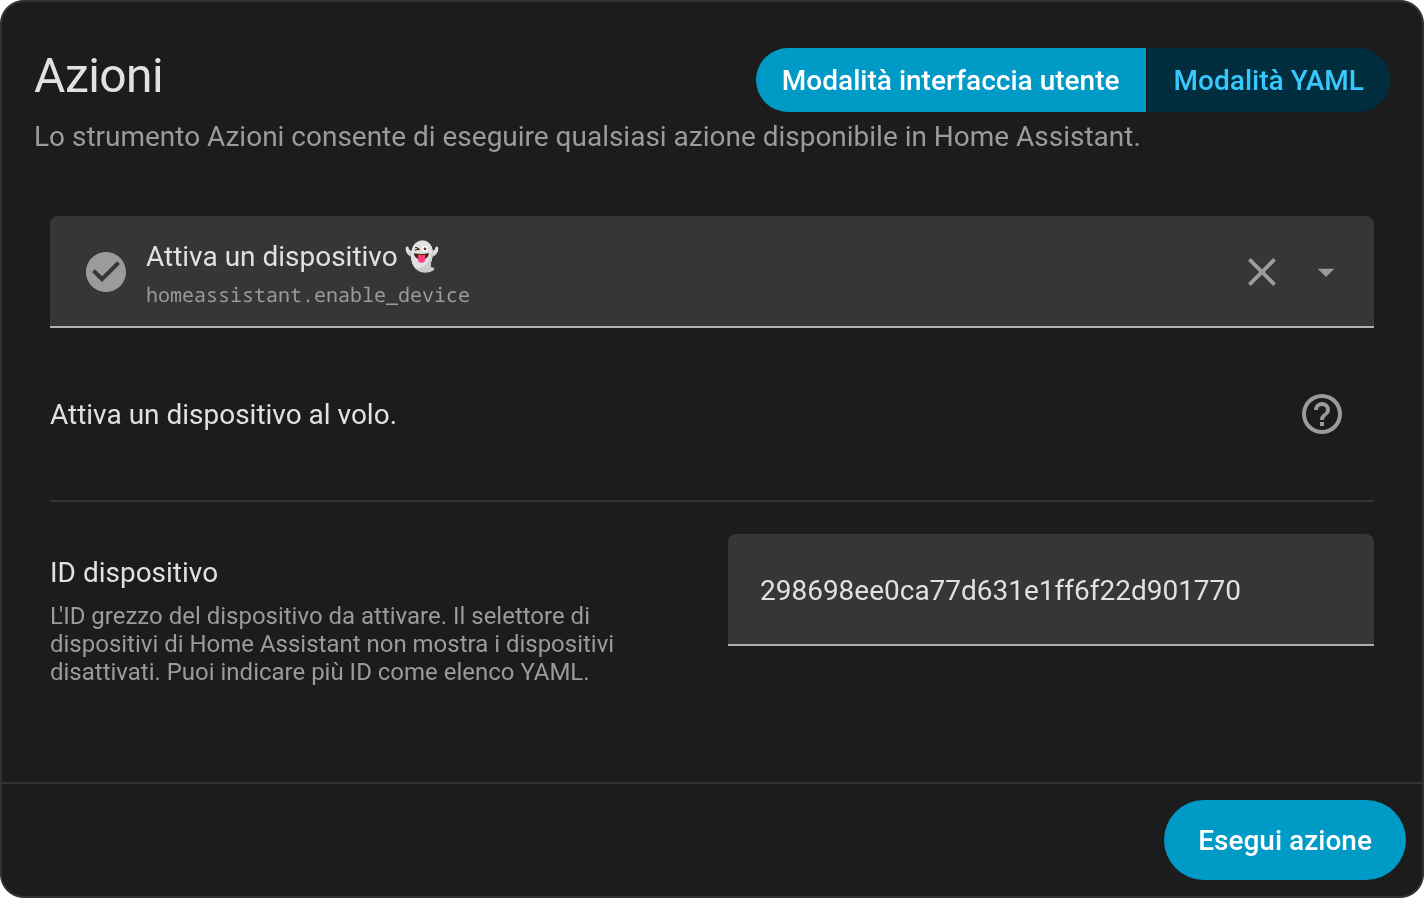 Azioni
Modalità interfaccia utente
Modalità YAML
Lo strumento Azioni consente di eseguire qualsiasi azione disponibile in Home Assistant.
Attiva un dispositivo 👻
homeassistant.enable_device
Attiva un dispositivo al volo.
ID dispositivo
L'ID grezzo del dispositivo da attivare. Il selettore di
dispositivi di Home Assistant non mostra i dispositivi
disattivati. Puoi indicare più ID come elenco YAML.
298698ee0ca77d631e1ff6f22d901770
Esegui azione